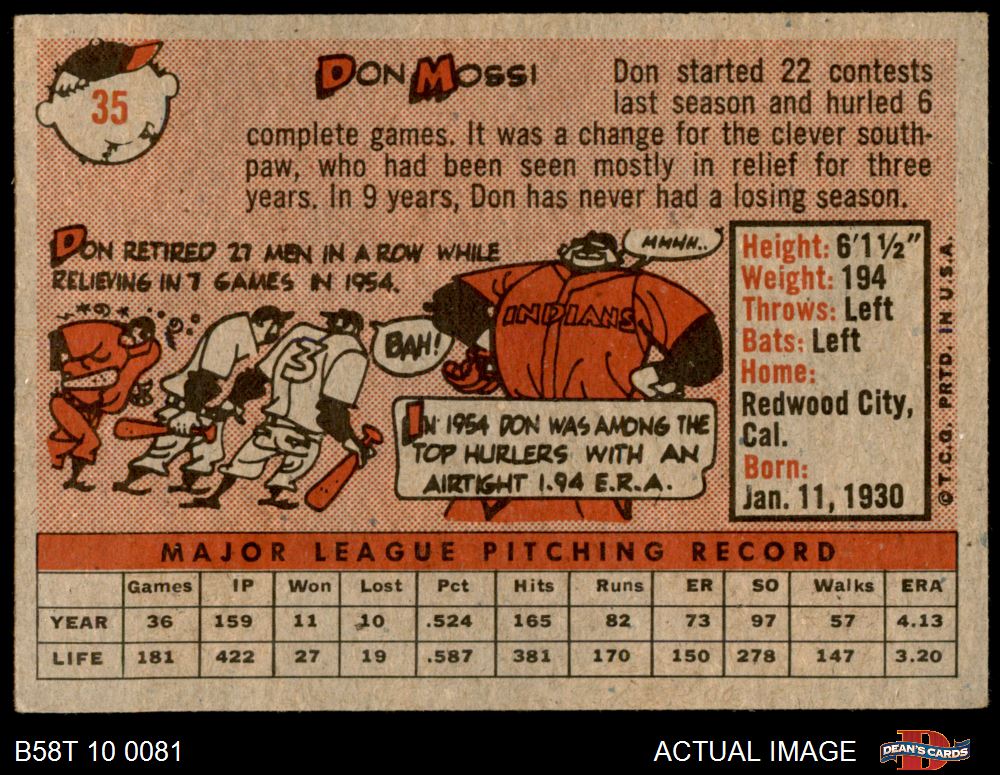 35
DON MOSSI
Don started 22 contests
last season and hurled 6
complete games. It was a change for the clever south-
paw, who had been seen mostly in relief for three
years. In 9 years, Don has never had a losing season.
DON RETIRED 27 MEN IN A ROW WHILE
RELIEVING IN 7 GAMES IN 1954.
MMHN..
INDIANS
3
BAH!
IN 1954 DON WAS AMONG THE
TOP HURLERS WITH AN
AIRTIGHT 1.94 E.R.A.
Height: 6'1½"
Weight: 194
Throws: Left
Bats: Left
Home:
Redwood City,
Cal.
Born:
Jan. 11, 1930
© T.C.G. PRTD. IN U.S.A.
MAJOR LEAGUE PITCHING RECORD
Games IP Won Lost Pct Hits Runs ER SO Walks ERA
YEAR 36 159 11 10 .524 165 82 73 97 57 4.13
LIFE 181 422 27 19 .587 381 170 150 278 147 3.20
B58T 10 0081
ACTUAL IMAGE
D
DEAN'S CARDS